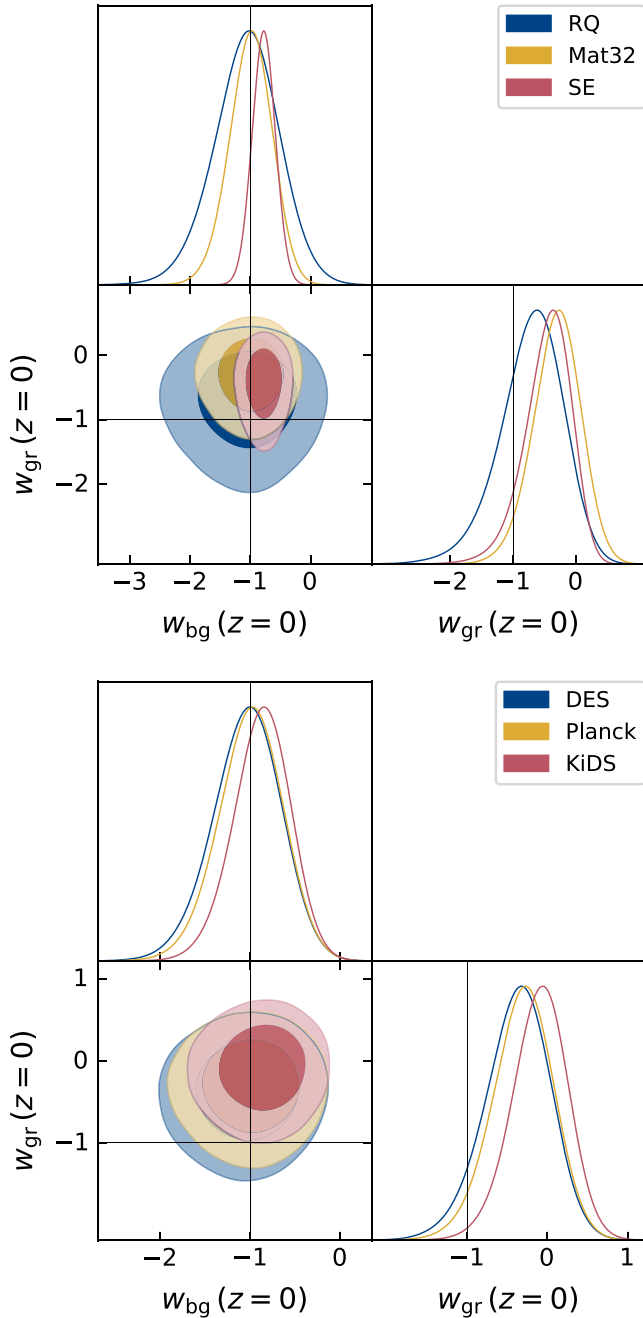 RQ
Mat32
SE
0
−1
−2
w_gr (z = 0)
−3 −2 −1 0
−2 −1 0
w_bg (z = 0)
w_gr (z = 0)
DES
Planck
KiDS
1
0
−1
w_gr (z = 0)
−2 −1 0
−1 0 1
w_bg (z = 0)
w_gr (z = 0)